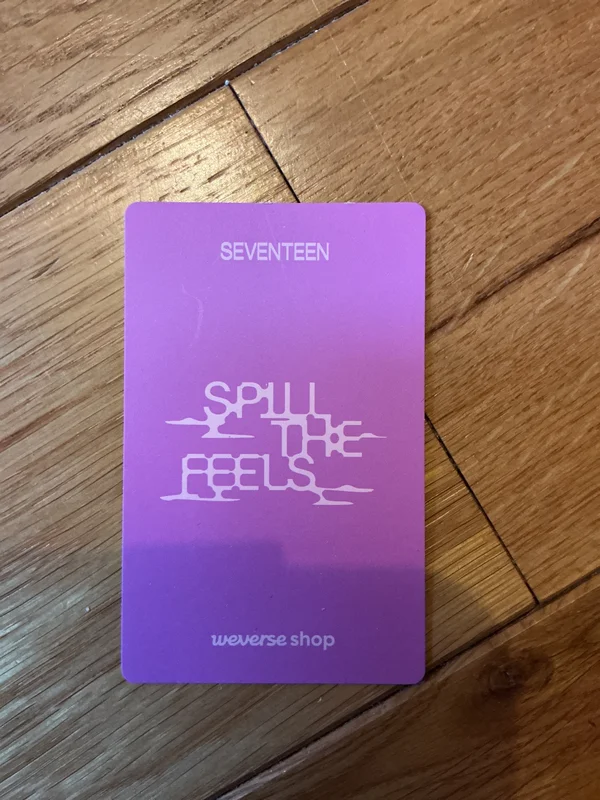 SEVENTEEN
SPILL
THE
FEELS
weverse shop